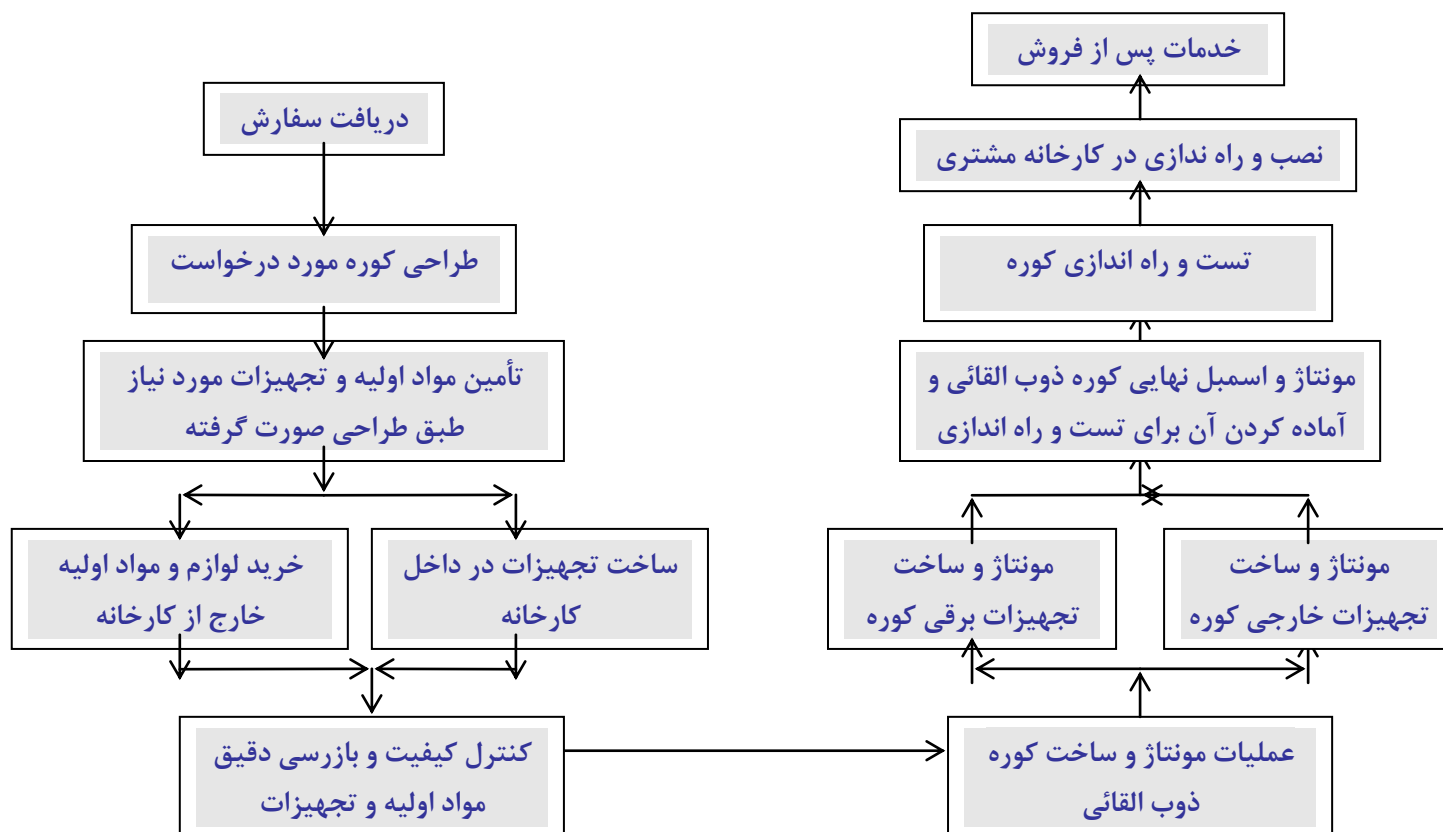 دریافت سفارش
طراحی کوره مورد درخواست
تأمین مواد اولیه و تجهیزات مورد نیاز
طبق طراحی صورت گرفته
خرید لوازم و مواد اولیه
خارج از کارخانه
ساخت تجهیزات در داخل
کارخانه
کنترل کیفیت و بازرسی دقیق
مواد اولیه و تجهیزات
عملیات مونتاژ و ساخت کوره
ذوب القائی
مونتاژ و ساخت
تجهیزات برقی کوره
مونتاژ و ساخت
تجهیزات خارجی کوره
مونتاژ و اسمبل نهایی کوره ذوب القائی و
آماده کردن آن برای تست و راه اندازی
تست و راه اندازی کوره
نصب و راه ندازی در کارخانه مشتری
خدمات پس از فروش